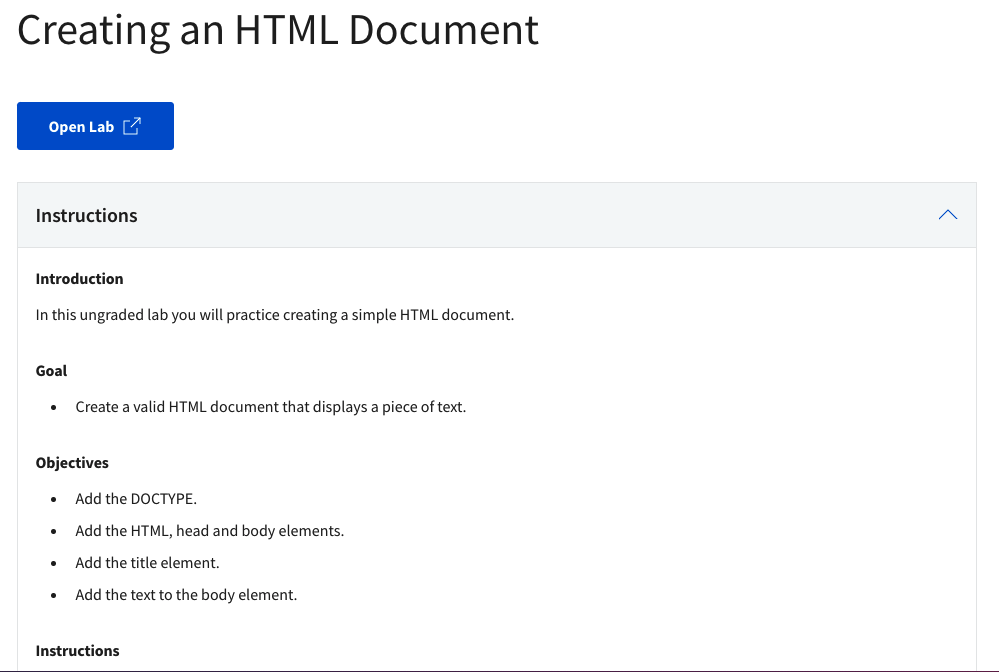 Creating an HTML Document
Open Lab
Instructions
Introduction
In this ungraded lab you will practice creating a simple HTML document.
Goal
Create a valid HTML document that displays a piece of text.
Objectives
Add the DOCTYPE.
Add the HTML, head and body elements.
Add the title element.
Add the text to the body element.
Instructions